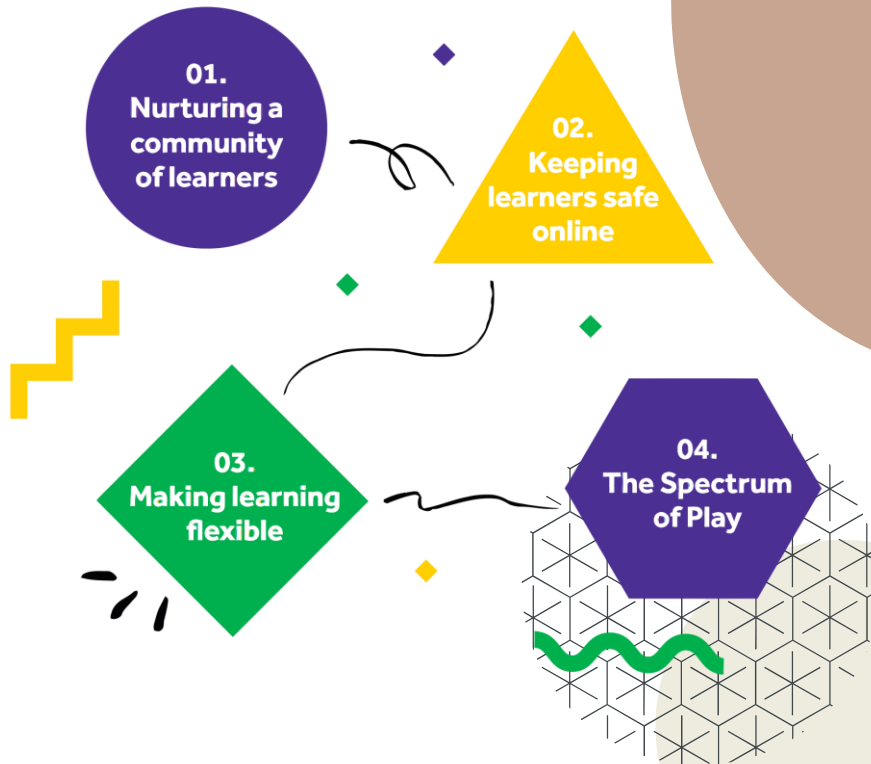 01.
Nurturing a
community
of learners
02.
Keeping
learners safe
online
03.
Making learning
flexible
04.
The Spectrum
of Play